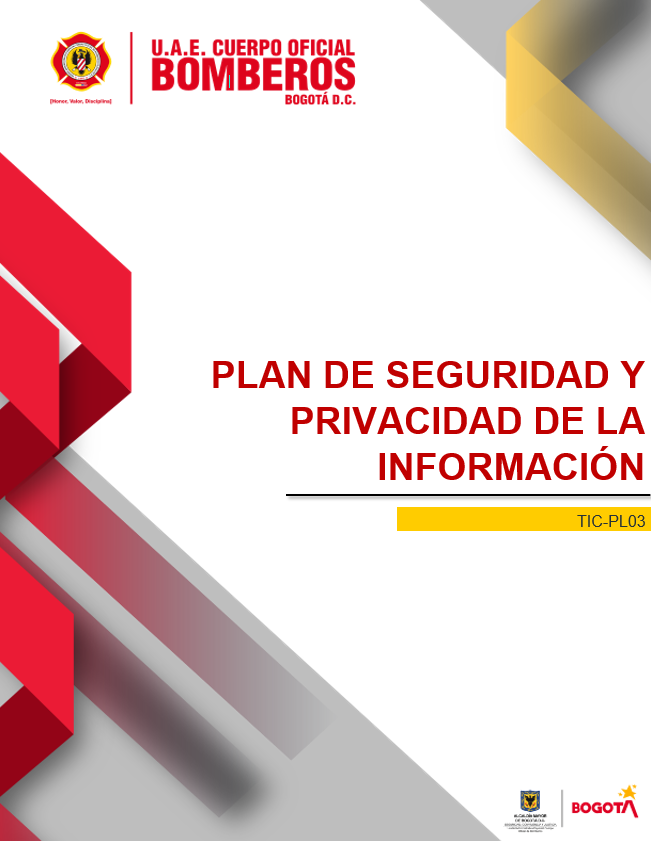 U.A.E. CUERPO OFICIAL
BOMBEROS
BOGOTÁ D.C.
[Honor, Valor, Disciplina]
PLAN DE SEGURIDAD Y
PRIVACIDAD DE LA
INFORMACIÓN
TIC-PL03
ALCALDÍA MAYOR
DE BOGOTÁ D.C.
BOGOTÁ